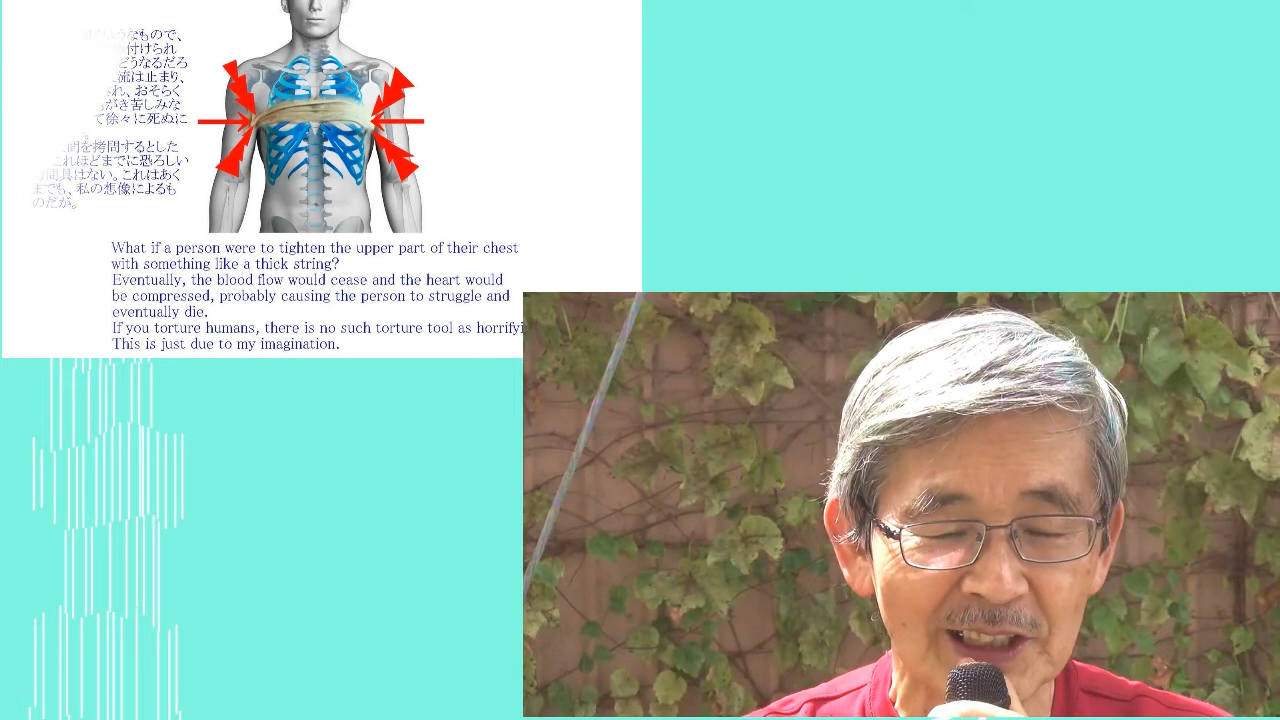 ようなもので、
付けられ
どうなるだろ
流は止まり、
れ、おそらく
がき苦しみな
て徐々に死ぬに
。
間を拷問するとした
これほどまでに恐ろしい
問具はない。これはあく
までも、私の想像によるも
のだが。
What if a person were to tighten the upper part of their chest
with something like a thick string?
Eventually, the blood flow would cease and the heart would
be compressed, probably causing the person to struggle and
eventually die.
If you torture humans, there is no such torture tool as
This is just due to my imagination.